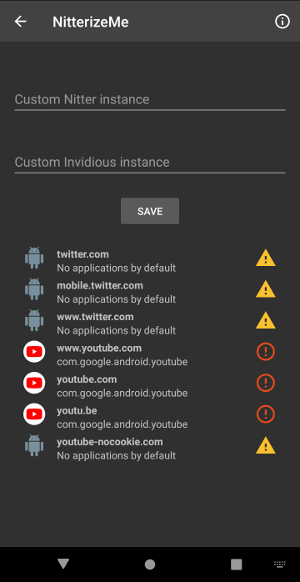 NitterizeMe
Custom Nitter instance
Custom Invidious instance
SAVE
twitter.com
No applications by default
mobile.twitter.com
No applications by default
www.twitter.com
No applications by default
www.youtube.com
com.google.android.youtube
youtube.com
com.google.android.youtube
youtu.be
com.google.android.youtube
youtube-nocookie.com
No applications by default